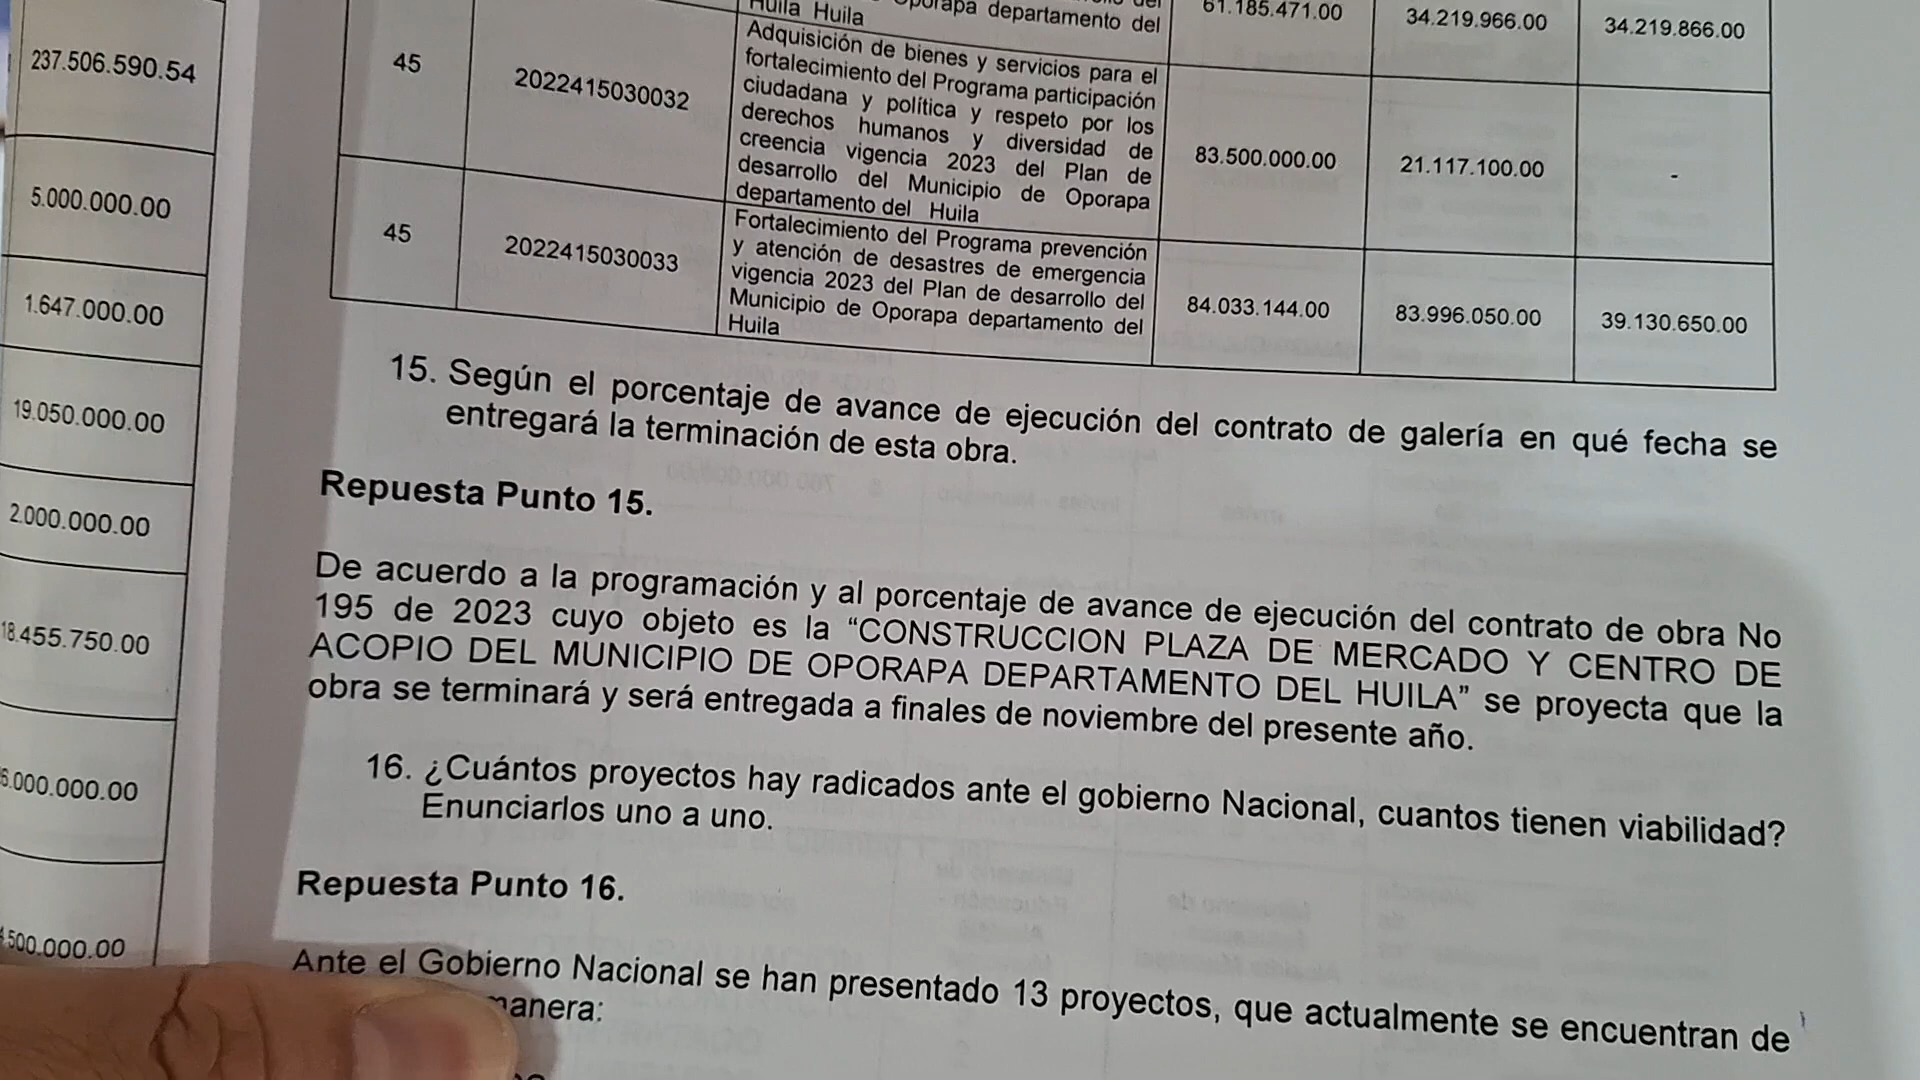 237.506.590.54
5.000.000.00
1.647.000.00
19.050.000.00
2.000.000.00
18.455.750.00
.000.000.00
500.000.00
Huila Huila
Oporapa departamento del
61.185.471.00
34.219.966.00
34.219.866.00
45
2022415030032
Adquisición de bienes y servicios para el
fortalecimiento del Programa participación
ciudadana y política y respeto por los
derechos humanos y diversidad de
creencia vigencia 2023 del Plan de
desarrollo del Municipio de Oporapa
departamento del Huila
83.500.000.00
21.117.100.00
-
45
2022415030033
Fortalecimiento del Programa prevención
y atención de desastres de emergencia
vigencia 2023 del Plan de desarrollo del
Municipio de Oporapa departamento del
Huila
84.033.144.00
83.996.050.00
39.130.650.00
15. Según el porcentaje de avance de ejecución del contrato de galería en qué fecha se
entregará la terminación de esta obra.
Repuesta Punto 15.
De acuerdo a la programación y al porcentaje de avance de ejecución del contrato de obra No
195 de 2023 cuyo objeto es la “CONSTRUCCION PLAZA DE MERCADO Y CENTRO DE
ACOPIO DEL MUNICIPIO DE OPORAPA DEPARTAMENTO DEL HUILA” se proyecta que la
obra se terminará y será entregada a finales de noviembre del presente año.
16. ¿Cuántos proyectos hay radicados ante el gobierno Nacional, cuantos tienen viabilidad?
Enunciarlos uno a uno.
Repuesta Punto 16.
Ante el Gobierno Nacional se han presentado 13 proyectos, que actualmente se encuentran de
manera: